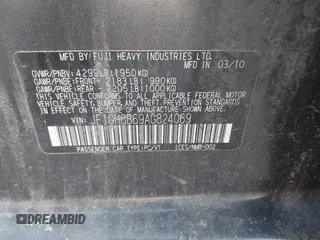 MFD BY FUJI HEAVY INDUSTRIES LTD. 03/10
GVWR/PNBV: 4299LB(1950KG)
GAWR/PNBE:FRONT- 2183LB( 990KG)
GAWR/PNBE:REAR - 2205LB(1000KG)
THIS VEHICLE CONFORMS TO ALL APPLICABLE FEDERAL MOTOR
VEHICLE SAFETY, BUMPER, AND THEFT PREVENTION STANDARDS
IN EFFECT ON THE DATE OF MANUFACTURE SHOWN ABOVE.
JF1GH6B69AG824069
PASSENGER CAR TYPE:PC/VT ICES/NMB-002
DREAMBID